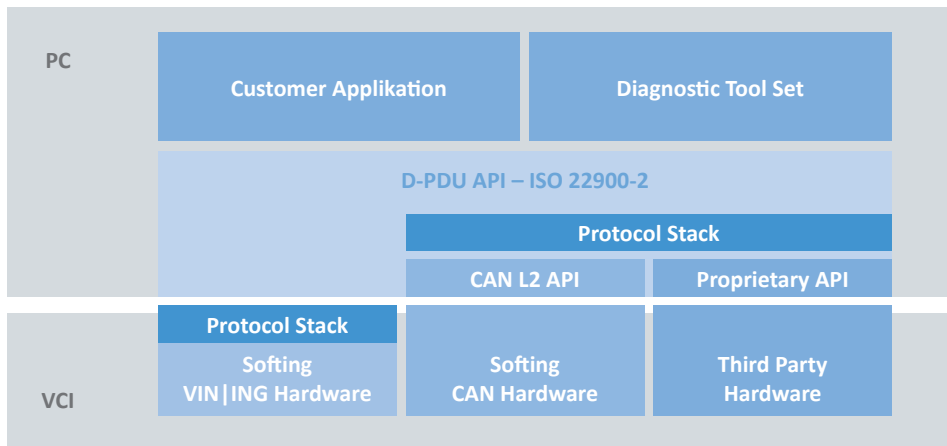 PC
Customer Applikation
Diagnostic Tool Set
D-PDU API – ISO 22900-2
Protocol Stack
CAN L2 API
Proprietary API
VCI
Protocol Stack
Softing
VIN|ING Hardware
Softing
CAN Hardware
Third Party
Hardware